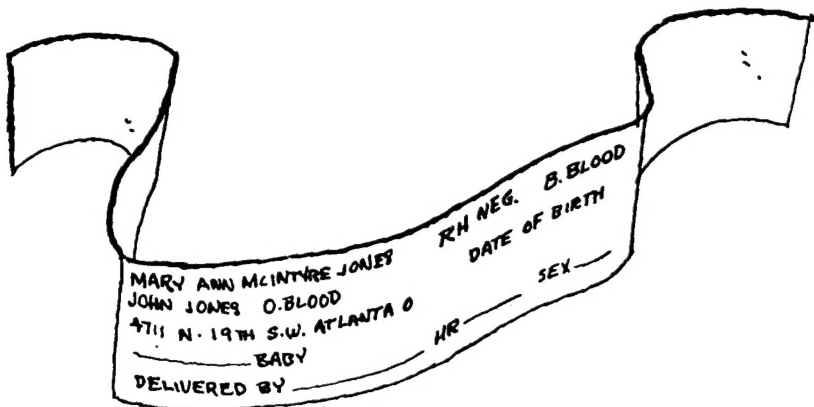 MARY ANN MCINTYRE JONES RH NEG. B. BLOOD
JOHN JONES O.BLOOD DATE OF BIRTH
4711 N. 19TH S.W. ATLANTA O
BABY HR SEX
DELIVERED BY